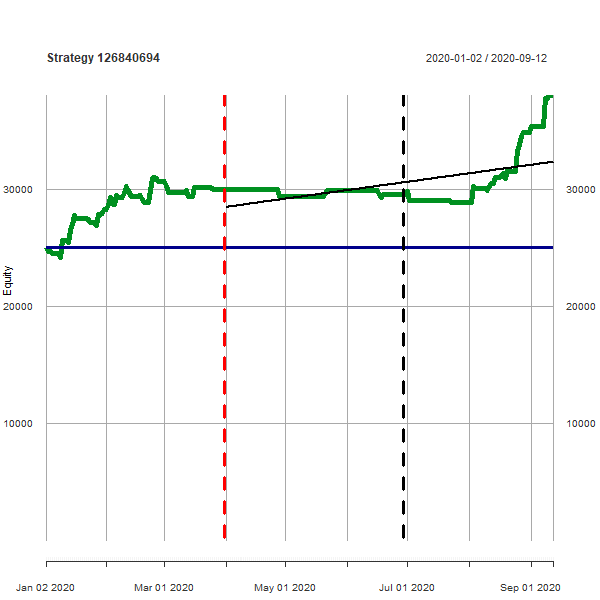 Strategy 126840694
2020-01-02 / 2020-09-12
30000
30000
Equity
20000
20000
10000
10000
Jan 02 2020
Mar 01 2020
May 01 2020
Jul 01 2020
Sep 01 2020